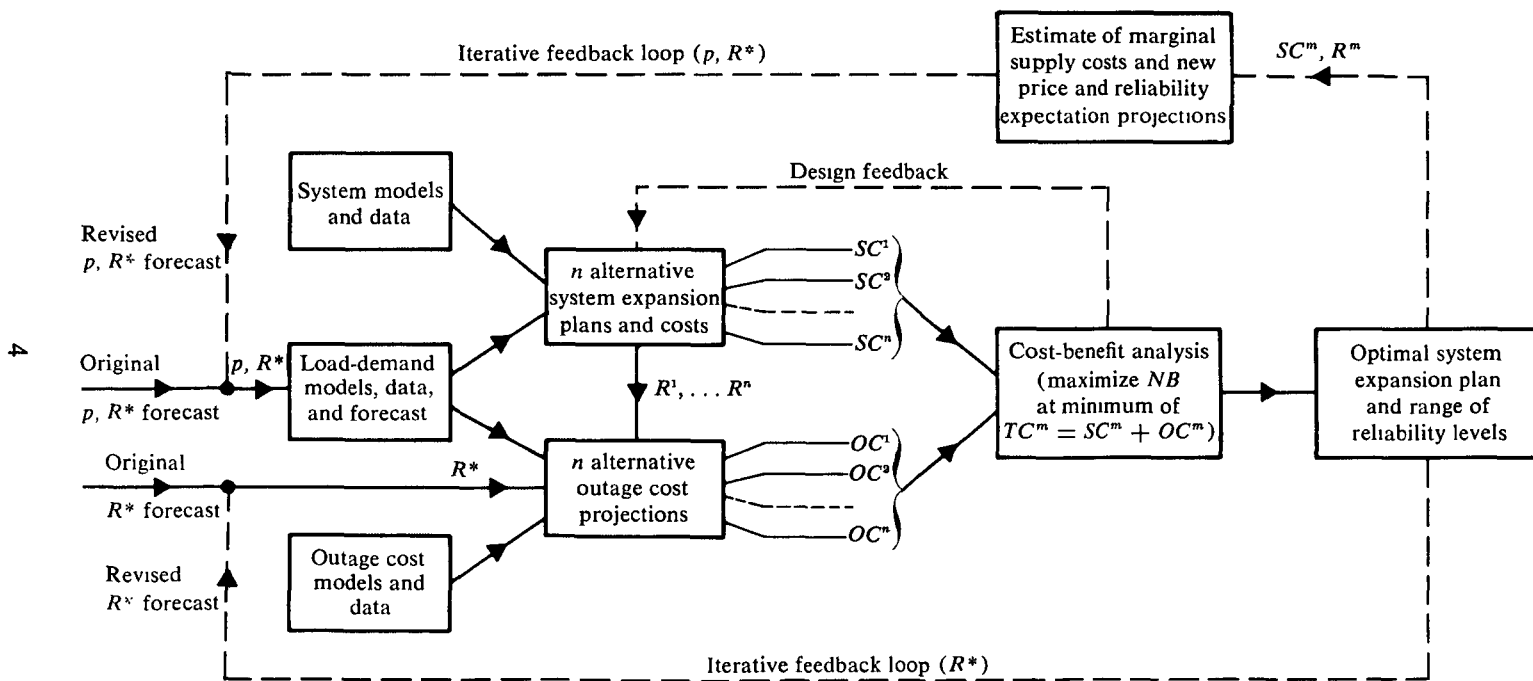 Iterative feedback loop (p, R*)
Estimate of marginal
supply costs and new
price and reliability
expectation projections
SCᵐ, Rᵐ
System models
and data
Design feedback
Revised
p, R* forecast
n alternative
system expansion
plans and costs
SC¹
SC²
SCⁿ
Original
p, R* forecast
p, R*
Load-demand
models, data,
and forecast
R¹, . . . Rⁿ
Cost-benefit analysis
(maximize NB
at minimum of
TCᵐ = SCᵐ + OCᵐ)
Optimal system
expansion plan
and range of
reliability levels
4
Original
R* forecast
R*
n alternative
outage cost
projections
OC¹
OC²
OCⁿ
Revised
R* forecast
Outage cost
models and
data
Iterative feedback loop (R*)